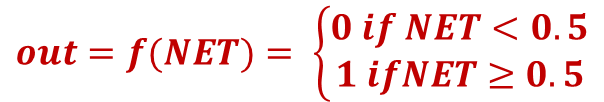 out = f(NET) = { 0 if NET < 0.5
1 ifNET ≥ 0.5